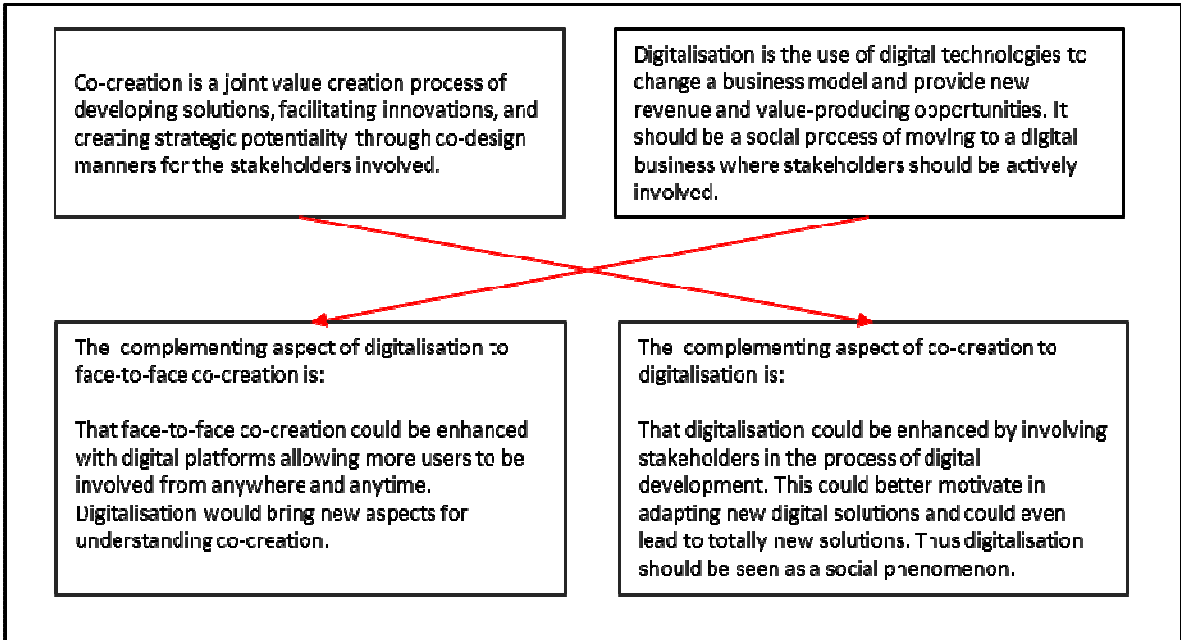 Co-creation is a joint value creation process of
developing solutions, facilitating innovations, and
creating strategic potentiality through co-design
manners for the stakeholders involved.
Digitalisation is the use of digital technologies to
change a business model and provide new
revenue and value-producing opportunities. It
should be a social process of moving to a digital
business where stakeholders should be actively
involved.
The complementing aspect of digitalisation to
face-to-face co-creation is:
That face-to-face co-creation could be enhanced
with digital platforms allowing more users to be
involved from anywhere and anytime.
Digitalisation would bring new aspects for
understanding co-creation.
The complementing aspect of co-creation to
digitalisation is:
That digitalisation could be enhanced by involving
stakeholders in the process of digital
development. This could better motivate in
adapting new digital solutions and could even
lead to totally new solutions. Thus digitalisation
should be seen as a social phenomenon.